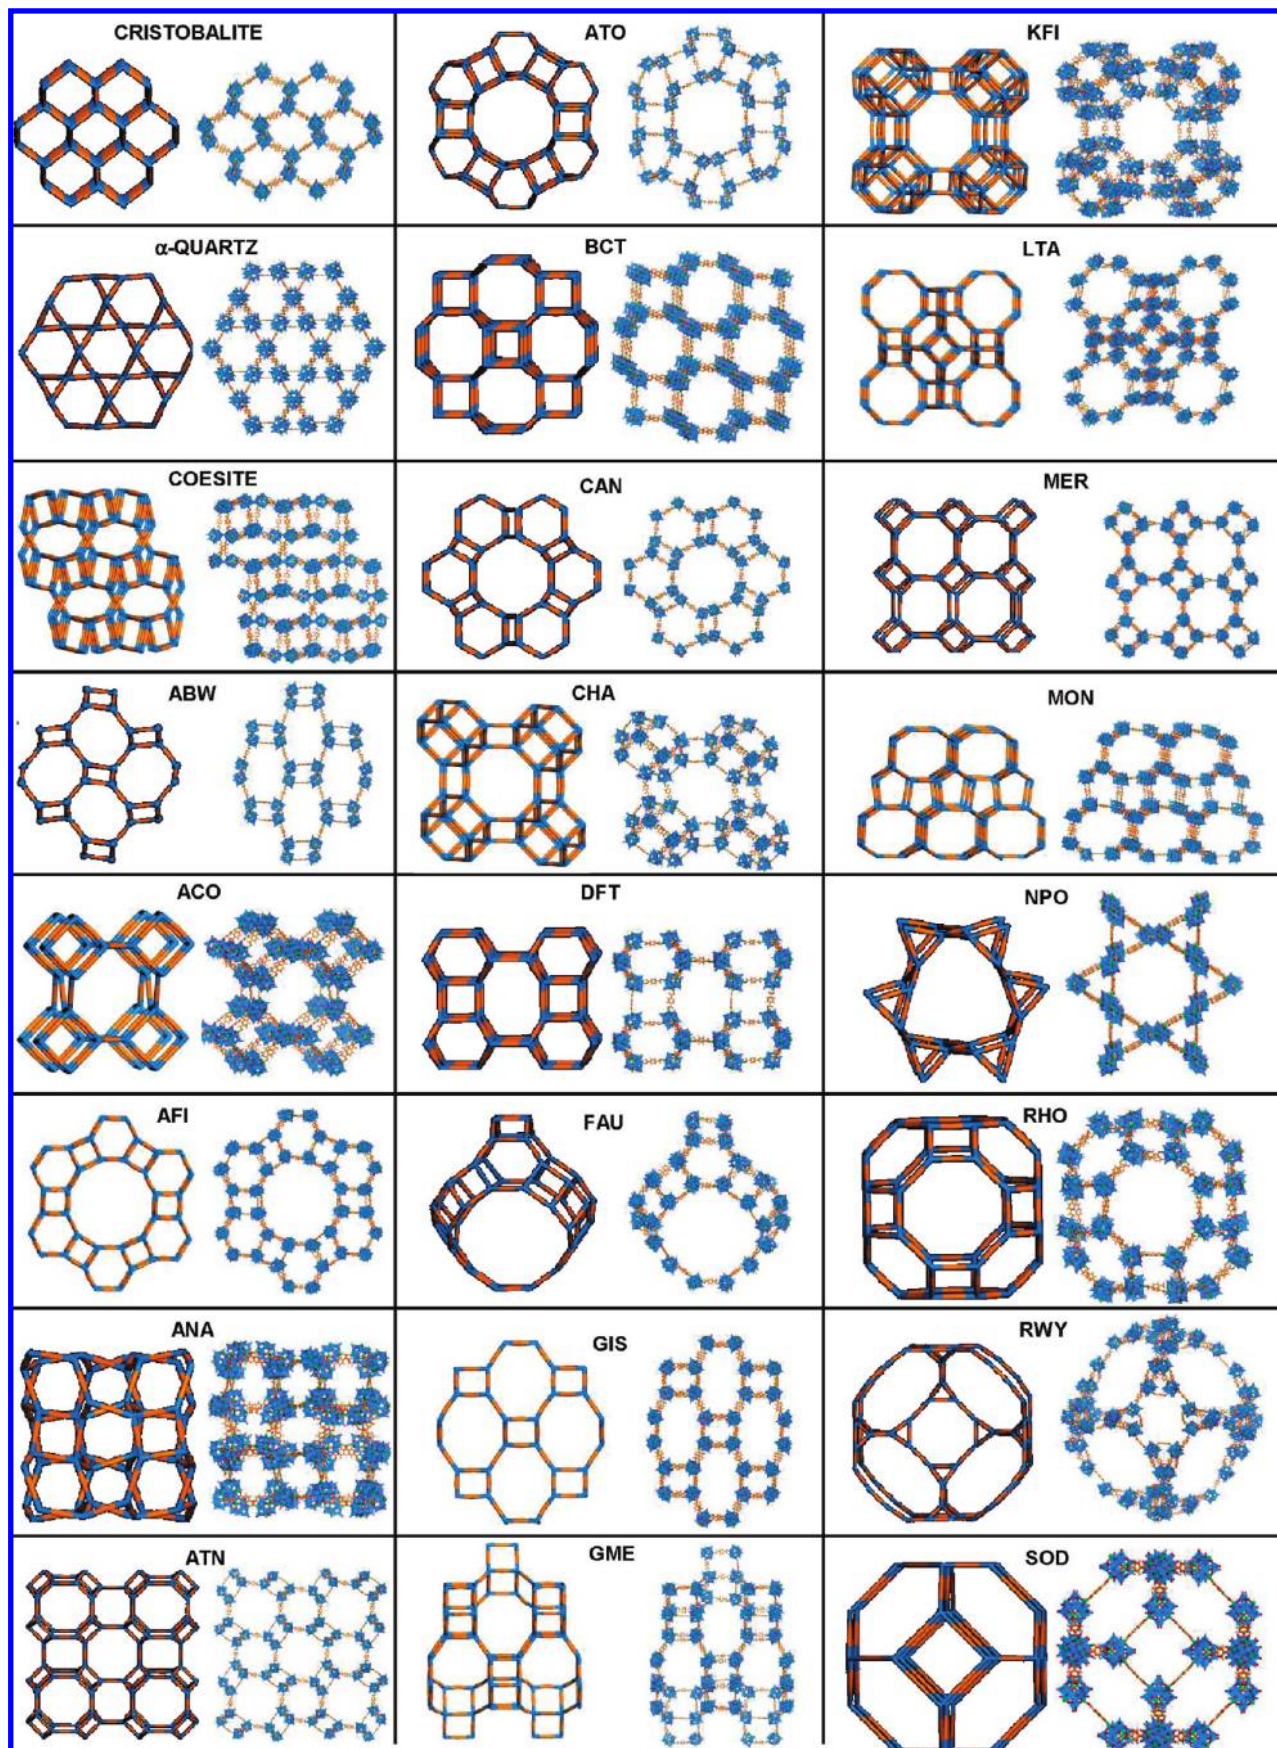 CRISTOBALITE
ATO
KFI
α-QUARTZ
BCT
LTA
COESITE
CAN
MER
ABW
CHA
MON
ACO
DFT
NPO
AFI
FAU
RHO
ANA
GIS
RWY
ATN
GME
SOD